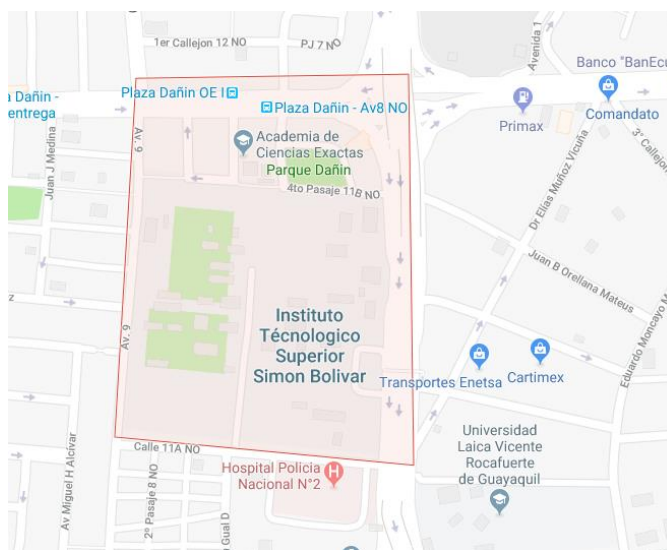 1er Callejon 12 NO
PJ 7 NO
Avenida 1
Banco "BanEcu
Plaza Dañin OE I
a Dañin -
entrega
Plaza Dañin - Av8 NO
Primax
Comandato
3° Callejon
Juan J Medina
Av. 9
Academia de
Ciencias Exactas
Parque Dañin
4to Pasaje 11B NO
Dr Elias Muñoz Vicuña
Juan B Orellana Mateus
z
Av. 9
Instituto
Técnologico
Superior
Simon Bolivar
Transportes Enetsa
Cartimex
Eduardo Moncayo M
Universidad
Laica Vicente
Rocafuerte
de Guayaquil
Calle 11A NO
Hospital Policia
Nacional N°2
Av Miguel H Alcivar
2° Pasaje 8 NO
o Gual D